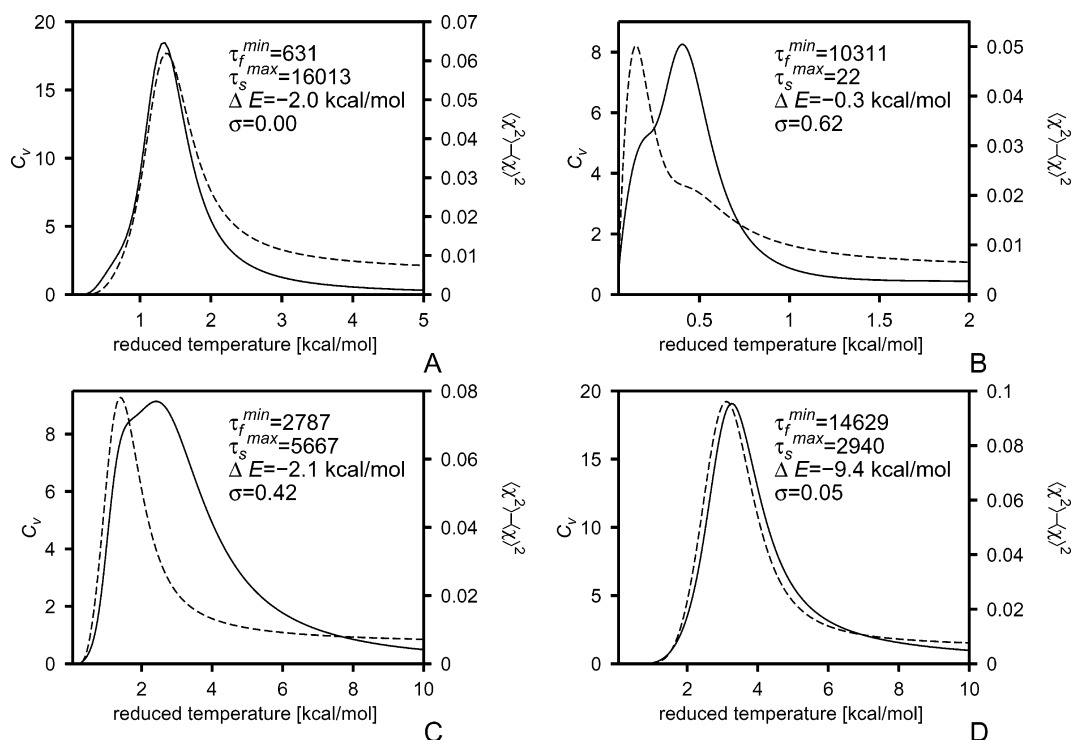 20
15
10
5
0
C_v
0.07
0.06
0.05
0.04
0.03
0.02
0.01
0
⟨χ²⟩−⟨χ⟩²
τ_f^min=631
τ_s^max=16013
Δ E=−2.0 kcal/mol
σ=0.00
1 2 3 4 5
reduced temperature [kcal/mol]
A
8
6
4
2
0
C_v
0.05
0.04
0.03
0.02
0.01
0
⟨χ²⟩−⟨χ⟩²
τ_f^min=10311
τ_s^max=22
Δ E=−0.3 kcal/mol
σ=0.62
0.5 1 1.5 2
reduced temperature [kcal/mol]
B
8
6
4
2
0
C_v
0.08
0.06
0.04
0.02
0
⟨χ²⟩−⟨χ⟩²
τ_f^min=2787
τ_s^max=5667
Δ E=−2.1 kcal/mol
σ=0.42
2 4 6 8 10
reduced temperature [kcal/mol]
C
20
15
10
5
0
C_v
0.1
0.08
0.06
0.04
0.02
0
⟨χ²⟩−⟨χ⟩²
τ_f^min=14629
τ_s^max=2940
Δ E=−9.4 kcal/mol
σ=0.05
2 4 6 8 10
reduced temperature [kcal/mol]
D